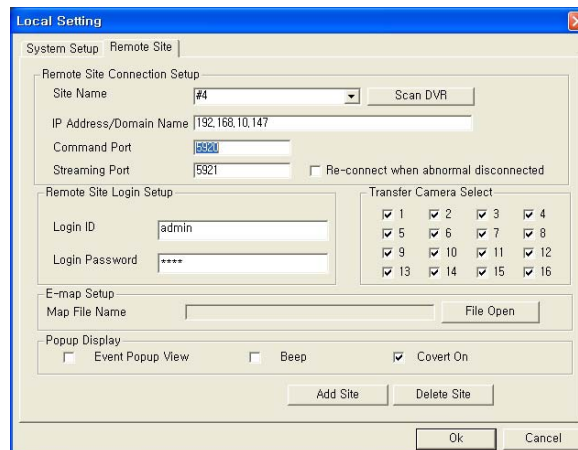 Local Setting
System Setup Remote Site
Remote Site Connection Setup
Site Name #4 Scan DVR
IP Address/Domain Name 192,168,10,147
Command Port 5920
Streaming Port 5921 Re-connect when abnormal disconnected
Remote Site Login Setup Transfer Camera Select
1 2 3 4
Login ID admin 5 6 7 8
9 10 11 12
Login Password **** 13 14 15 16
E-map Setup
Map File Name File Open
Popup Display
Event Popup View Beep Covert On
Add Site Delete Site
Ok Cancel